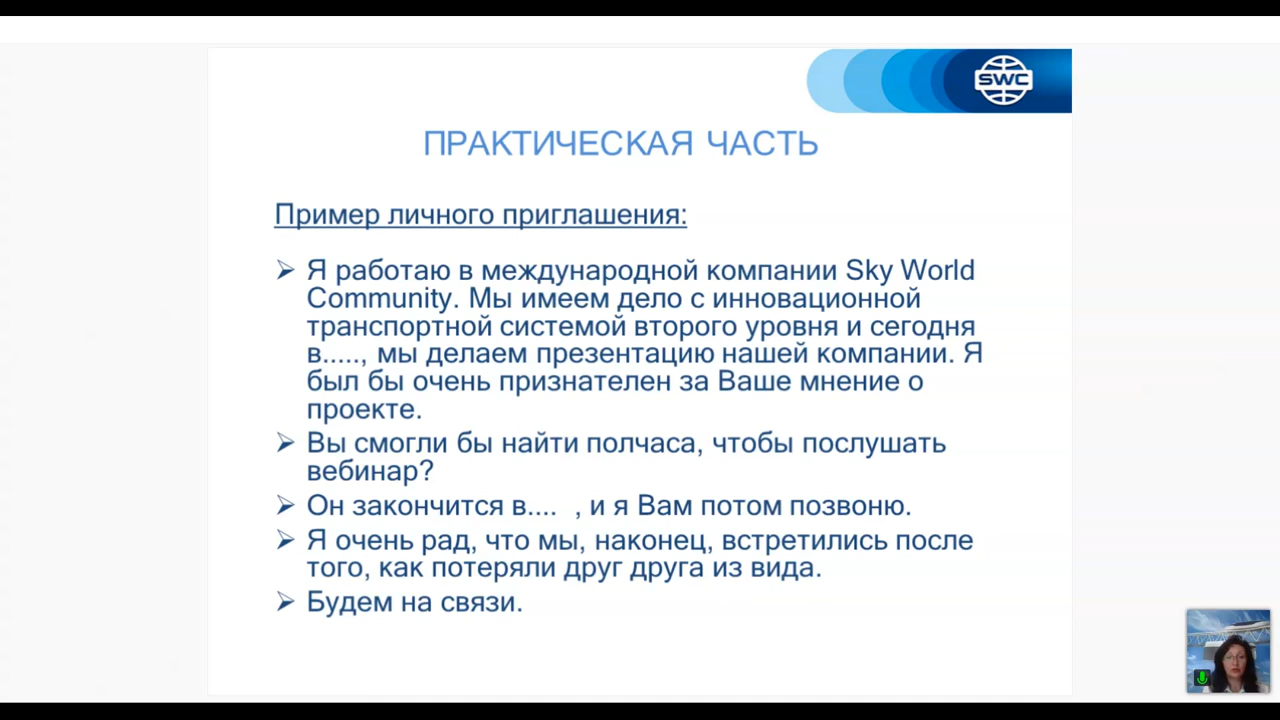 SWC
ПРАКТИЧЕСКАЯ ЧАСТЬ
Пример личного приглашения:
Я работаю в международной компании Sky World
Community. Мы имеем дело с инновационной
транспортной системой второго уровня и сегодня
в....., мы делаем презентацию нашей компании. Я
был бы очень признателен за Ваше мнение о
проекте.
Вы смогли бы найти полчаса, чтобы послушать
вебинар?
Он закончится в.... , и я Вам потом позвоню.
Я очень рад, что мы, наконец, встретились после
того, как потеряли друг друга из вида.
Будем на связи.